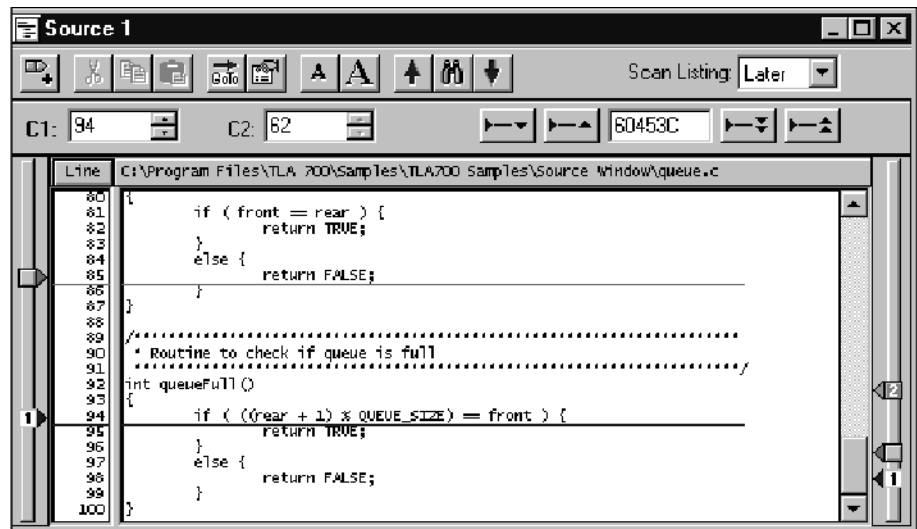 Source 1
Goto A A Scan Listing: Later
C1: 94 C2: 62 60453C
Line C:\Program Files\TLA 700\Samples\TLA700 Samples\Source Window\queue.c
80 {
81 if ( front == rear ) {
82 return TRUE;
83 }
84 else {
85 return FALSE;
86 }
87 }
88
89 /***********************************************************************
90 * Routine to check if queue is full
91 ***********************************************************************/
92 int queueFull()
93 {
94 if ( ((rear + 1) % QUEUE_SIZE) == front ) {
95 return TRUE;
96 }
97 else {
98 return FALSE;
99 }
100 }
1
2
1